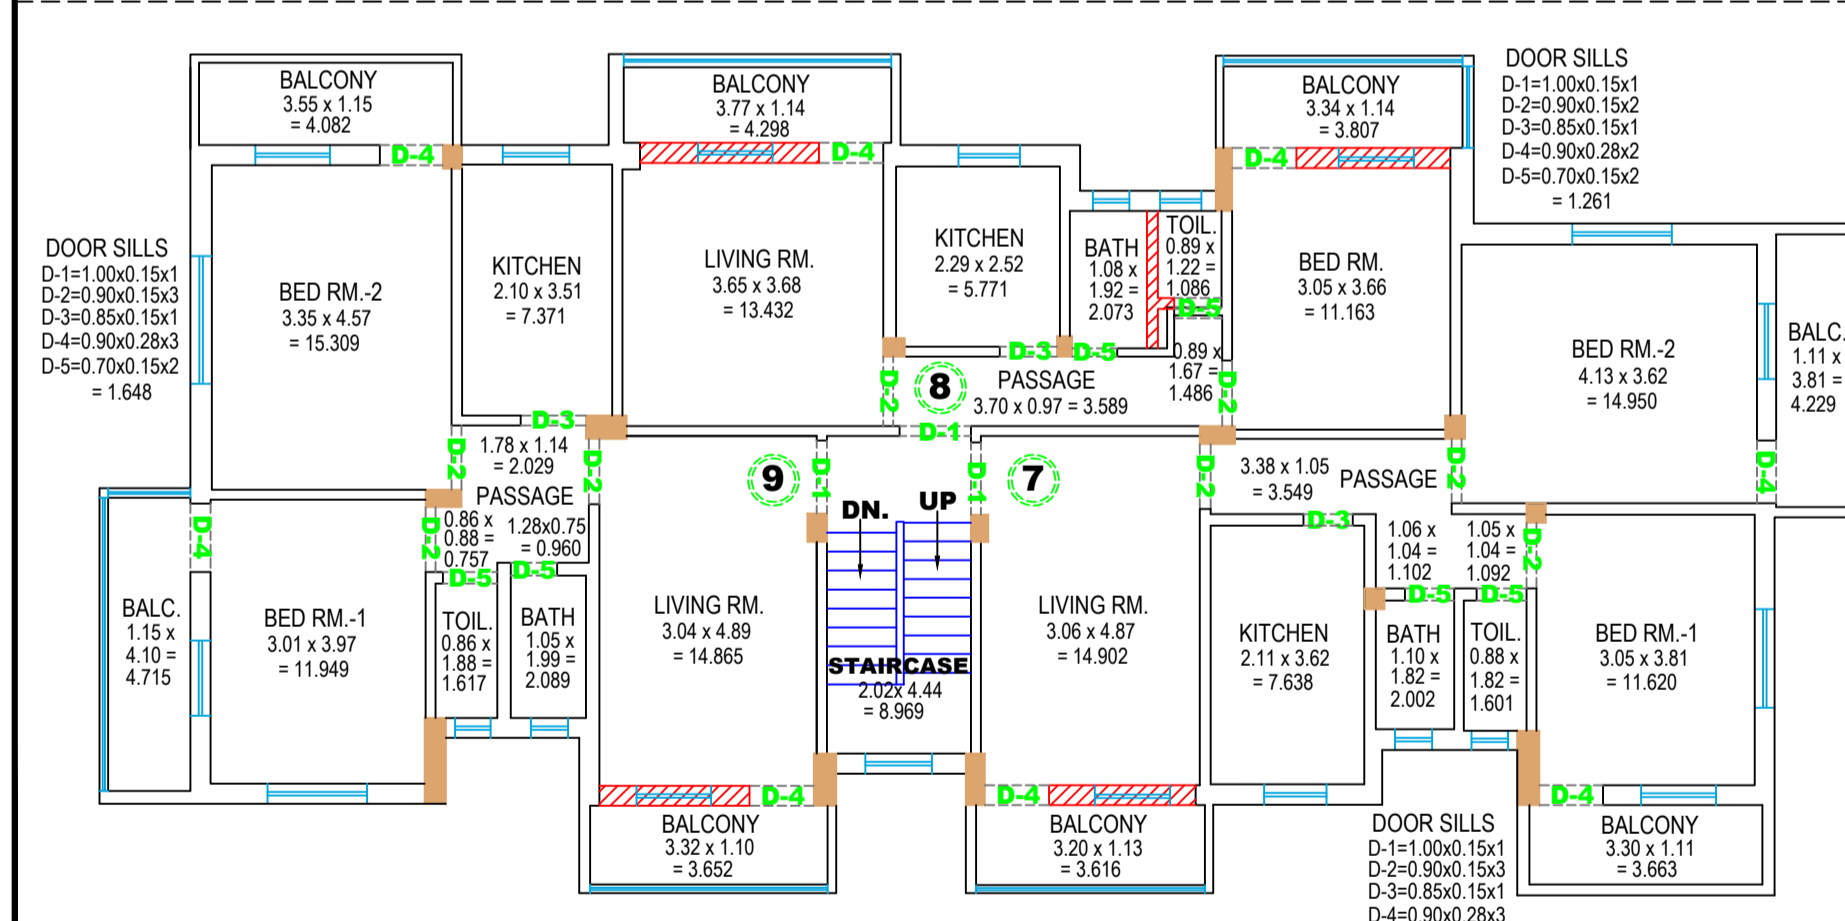 BALCONY
3.55 x 1.15
= 4.082
D-4
BALCONY
3.77 x 1.14
= 4.298
D-4
BALCONY
3.34 x 1.14
= 3.807
D-4
DOOR SILLS
D-1=1.00x0.15x1
D-2=0.90x0.15x2
D-3=0.85x0.15x1
D-4=0.90x0.28x2
D-5=0.70x0.15x2
= 1.261
DOOR SILLS
D-1=1.00x0.15x1
D-2=0.90x0.15x3
D-3=0.85x0.15x1
D-4=0.90x0.28x3
D-5=0.70x0.15x2
= 1.648
BED RM.-2
3.35 x 4.57
= 15.309
KITCHEN
2.10 x 3.51
= 7.371
D-3
LIVING RM.
3.65 x 3.68
= 13.432
KITCHEN
2.29 x 2.52
= 5.771
D-3
BATH
1.08 x
1.92 =
2.073
D-5
TOIL.
0.89 x
1.22 =
1.086
D-5
0.89 x
1.67 =
1.486
BED RM.
3.05 x 3.66
= 11.163
BED RM.-2
4.13 x 3.62
= 14.950
BALC.
1.11 x
3.81 =
4.229
D-4
D-2
8
PASSAGE
3.70 x 0.97 = 3.589
D-2
D-1
D-2
1.78 x 1.14
= 2.029
PASSAGE
D-2
0.86 x
0.88 =
0.757
1.28x0.75
= 0.960
D-2
D-5
D-5
9
D-1
D-1
7
DN.
UP
STAIRCASE
2.02x 4.44
= 8.969
D-2
3.38 x 1.05
= 3.549
PASSAGE
D-2
D-3
1.06 x
1.04 =
1.102
1.05 x
1.04 =
1.092
D-2
D-5
D-5
D-4
BALC.
1.15 x
4.10 =
4.715
BED RM.-1
3.01 x 3.97
= 11.949
TOIL.
0.86 x
1.88 =
1.617
BATH
1.05 x
1.99 =
2.089
LIVING RM.
3.04 x 4.89
= 14.865
LIVING RM.
3.06 x 4.87
= 14.902
KITCHEN
2.11 x 3.62
= 7.638
BATH
1.10 x
1.82 =
2.002
TOIL.
0.88 x
1.82 =
1.601
BED RM.-1
3.05 x 3.81
= 11.620
D-4
D-4
D-4
BALCONY
3.32 x 1.10
= 3.652
BALCONY
3.20 x 1.13
= 3.616
DOOR SILLS
D-1=1.00x0.15x1
D-2=0.90x0.15x3
D-3=0.85x0.15x1
D-4=0.90x0.28x3
BALCONY
3.30 x 1.11
= 3.663